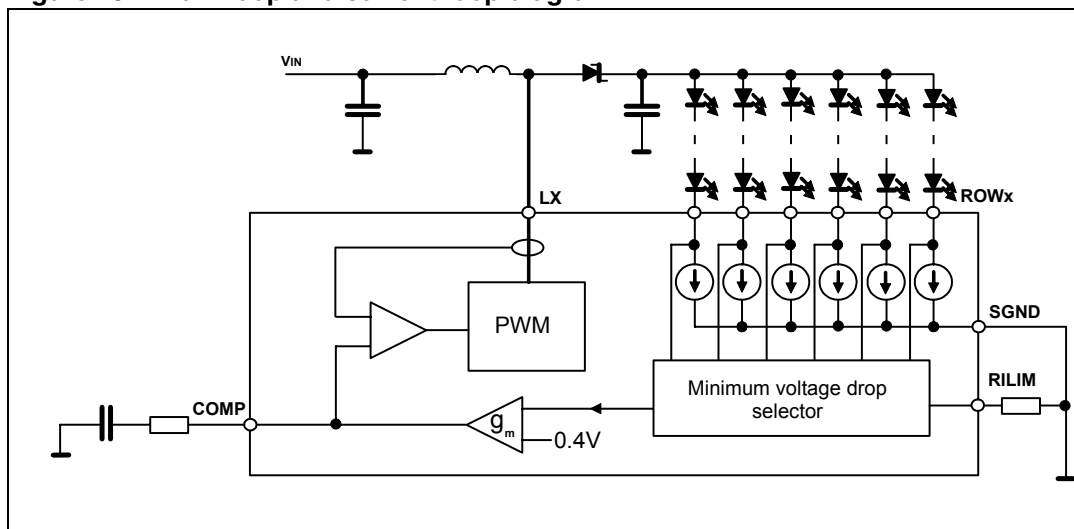 VIN
LX
ROWx
PWM
SGND
Minimum voltage drop
selector
RILIM
COMP
gm
0.4V